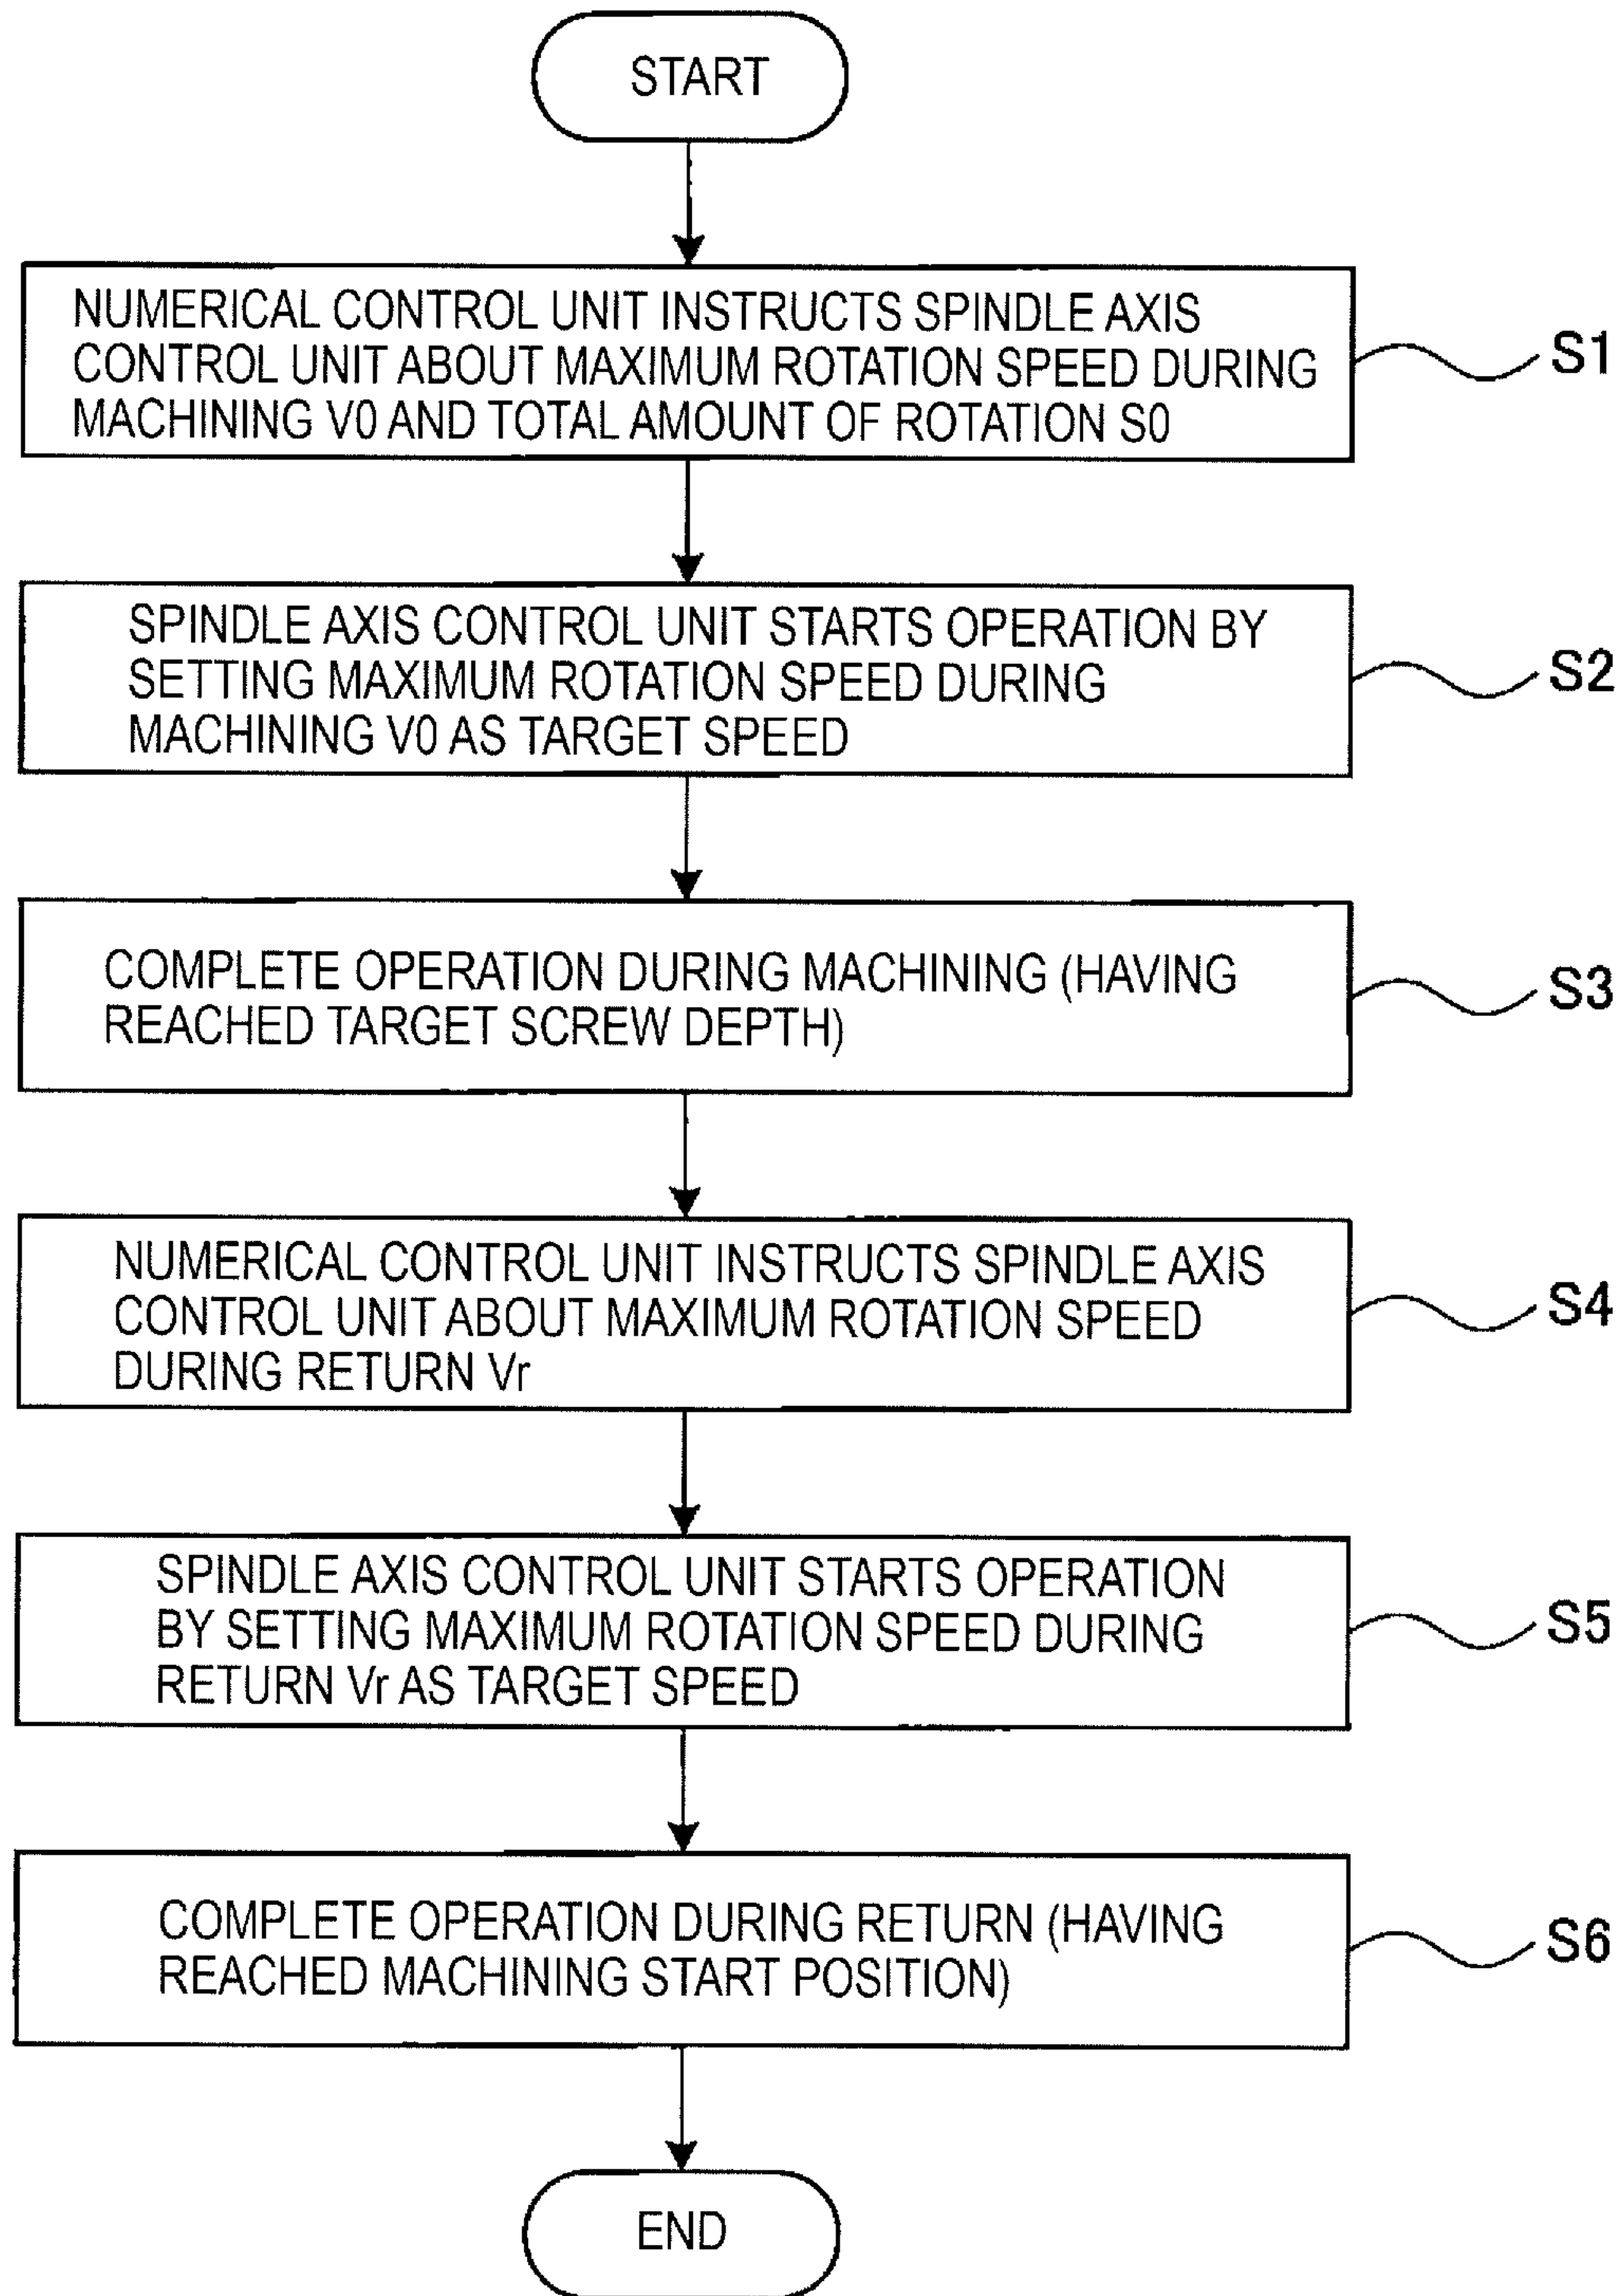 START
NUMERICAL CONTROL UNIT INSTRUCTS SPINDLE AXIS
CONTROL UNIT ABOUT MAXIMUM ROTATION SPEED DURING
MACHINING V0 AND TOTAL AMOUNT OF ROTATION S0
S1
SPINDLE AXIS CONTROL UNIT STARTS OPERATION BY
SETTING MAXIMUM ROTATION SPEED DURING
MACHINING V0 AS TARGET SPEED
S2
COMPLETE OPERATION DURING MACHINING (HAVING
REACHED TARGET SCREW DEPTH)
S3
NUMERICAL CONTROL UNIT INSTRUCTS SPINDLE AXIS
CONTROL UNIT ABOUT MAXIMUM ROTATION SPEED
DURING RETURN Vr
S4
SPINDLE AXIS CONTROL UNIT STARTS OPERATION
BY SETTING MAXIMUM ROTATION SPEED DURING
RETURN Vr AS TARGET SPEED
S5
COMPLETE OPERATION DURING RETURN (HAVING
REACHED MACHINING START POSITION)
S6
END